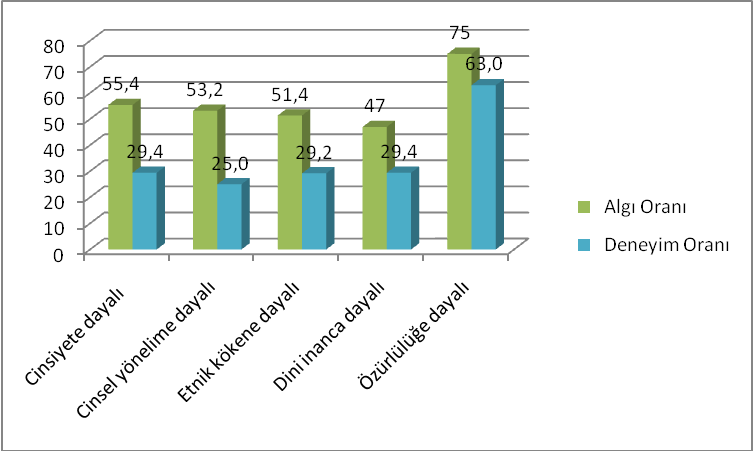 80
70
60
50
40
30
20
10
0
55,4
29,4
53,2
25,0
51,4
29,2
47
29,4
75
63,0
Cinsiyete dayalı
Cinsel yönelime dayalı
Etnik kökene dayalı
Dini inanca dayalı
Özürlülüğe dayalı
Algı Oranı
Deneyim Oranı